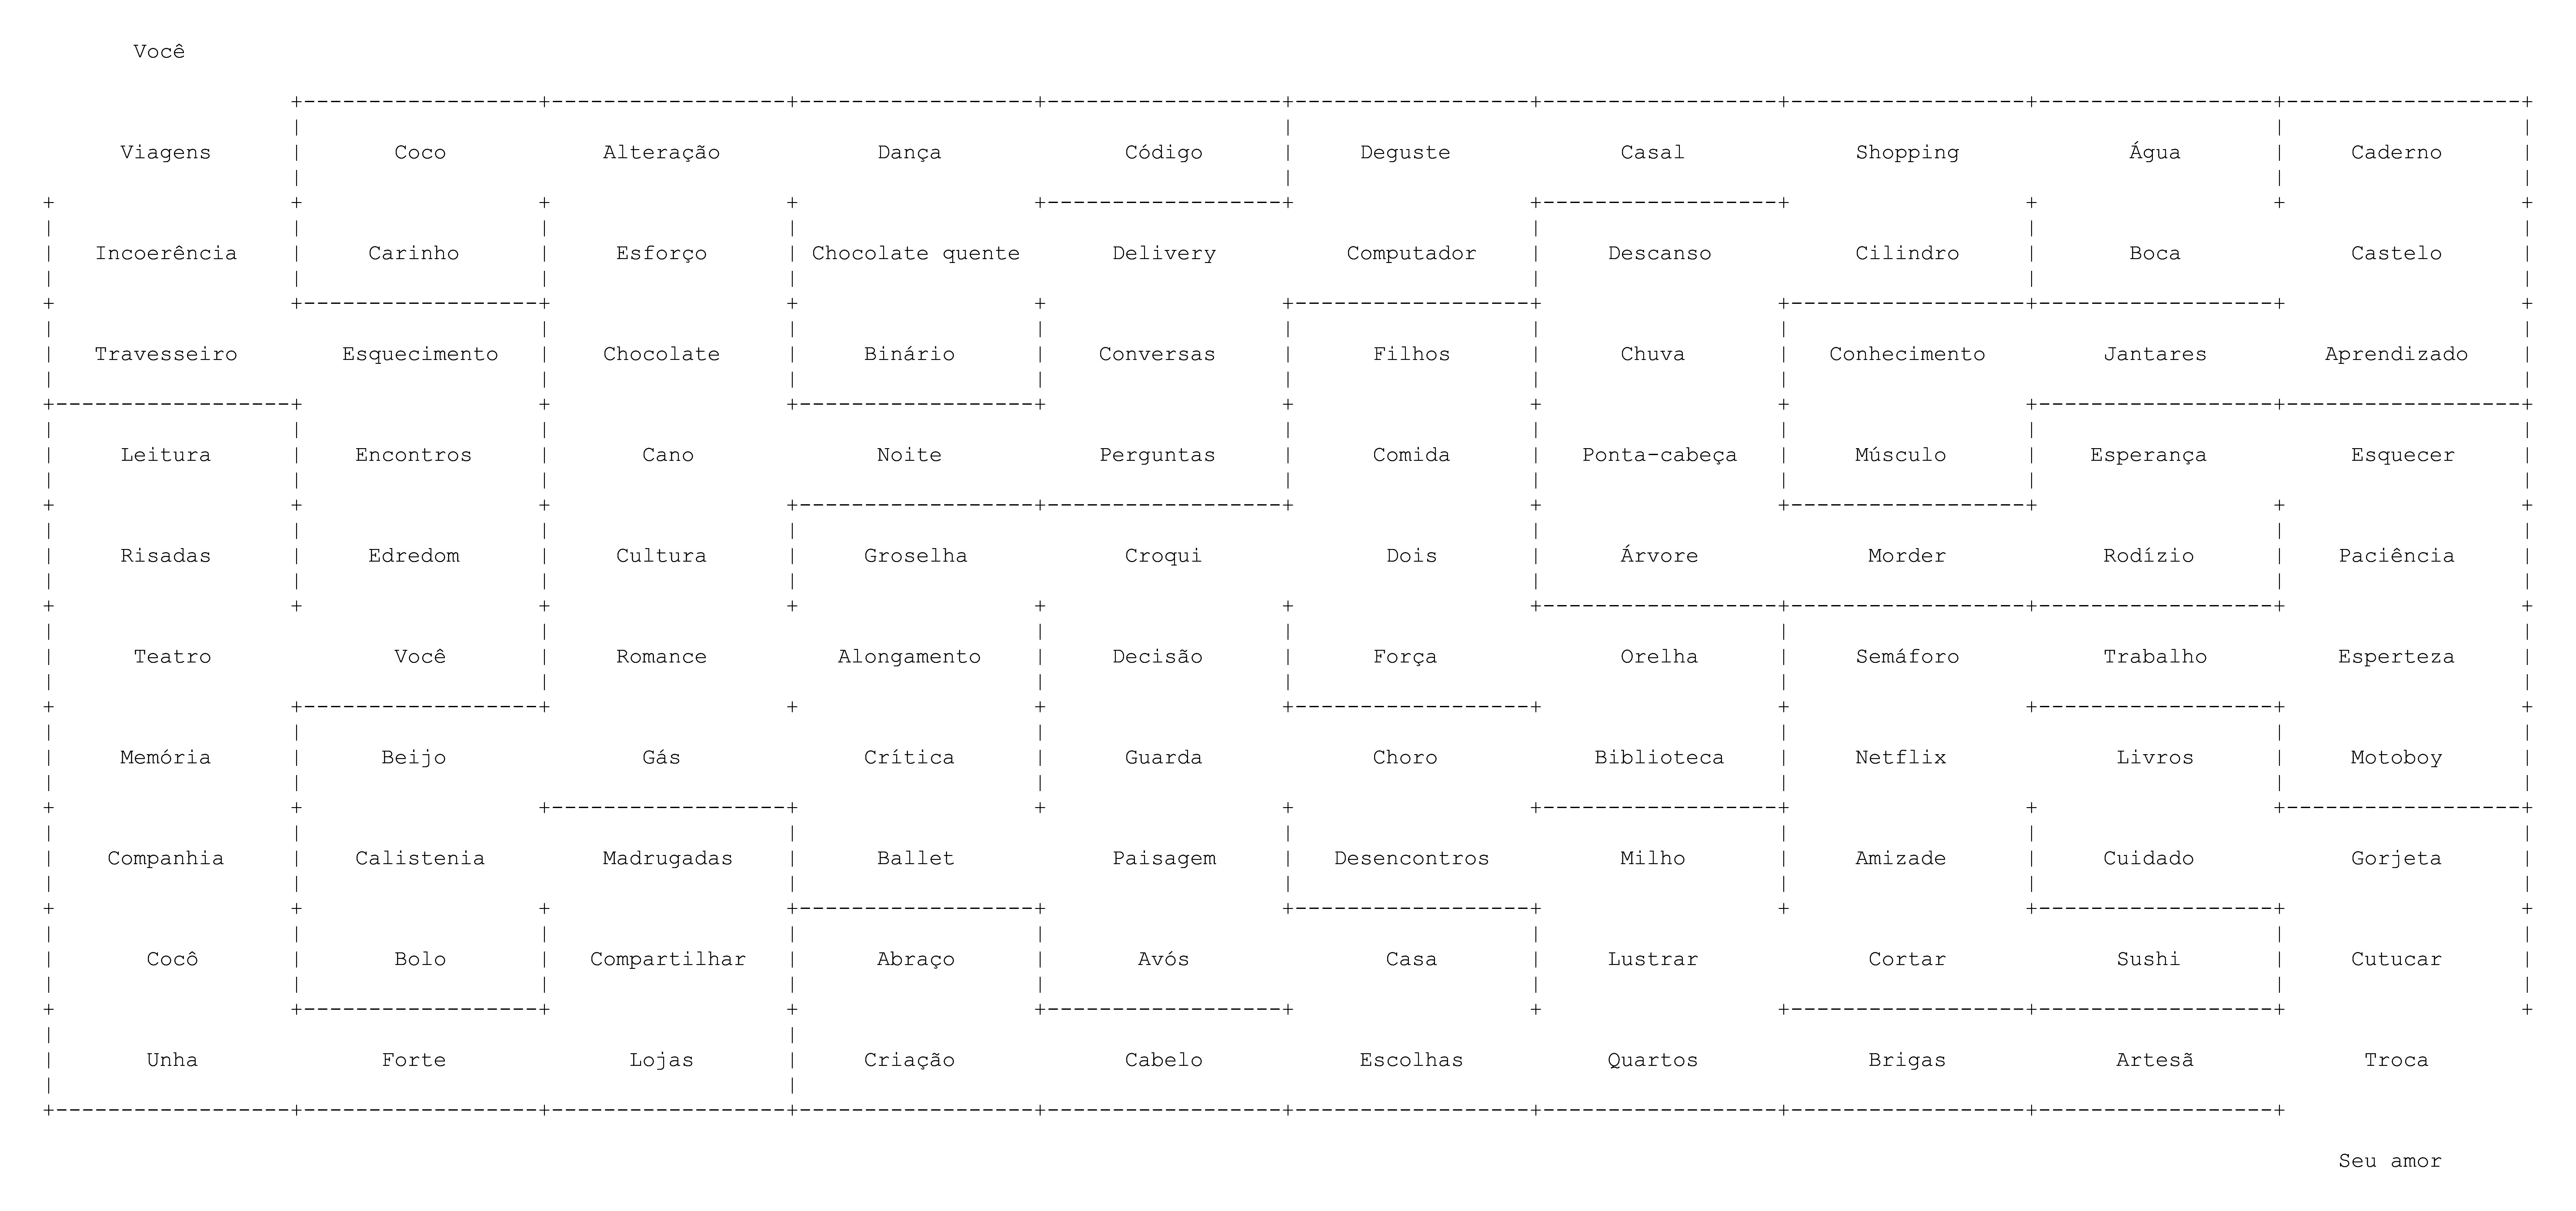 Você
Viagens Coco Alteração Dança Código Deguste Casal Shopping Água Caderno
Incoerência Carinho Esforço Chocolate quente Delivery Computador Descanso Cilindro Boca Castelo
Travesseiro Esquecimento Chocolate Binário Conversas Filhos Chuva Conhecimento Jantares Aprendizado
Leitura Encontros Cano Noite Perguntas Comida Ponta-cabeça Músculo Esperança Esquecer
Risadas Edredom Cultura Groselha Croqui Dois Árvore Morder Rodízio Paciência
Teatro Você Romance Alongamento Decisão Força Orelha Semáforo Trabalho Esperteza
Memória Beijo Gás Crítica Guarda Choro Biblioteca Netflix Livros Motoboy
Companhia Calistenia Madrugadas Ballet Paisagem Desencontros Milho Amizade Cuidado Gorjeta
Cocô Bolo Compartilhar Abraço Avós Casa Lustrar Cortar Sushi Cutucar
Unha Forte Lojas Criação Cabelo Escolhas Quartos Brigas Artesã Troca
Seu amor